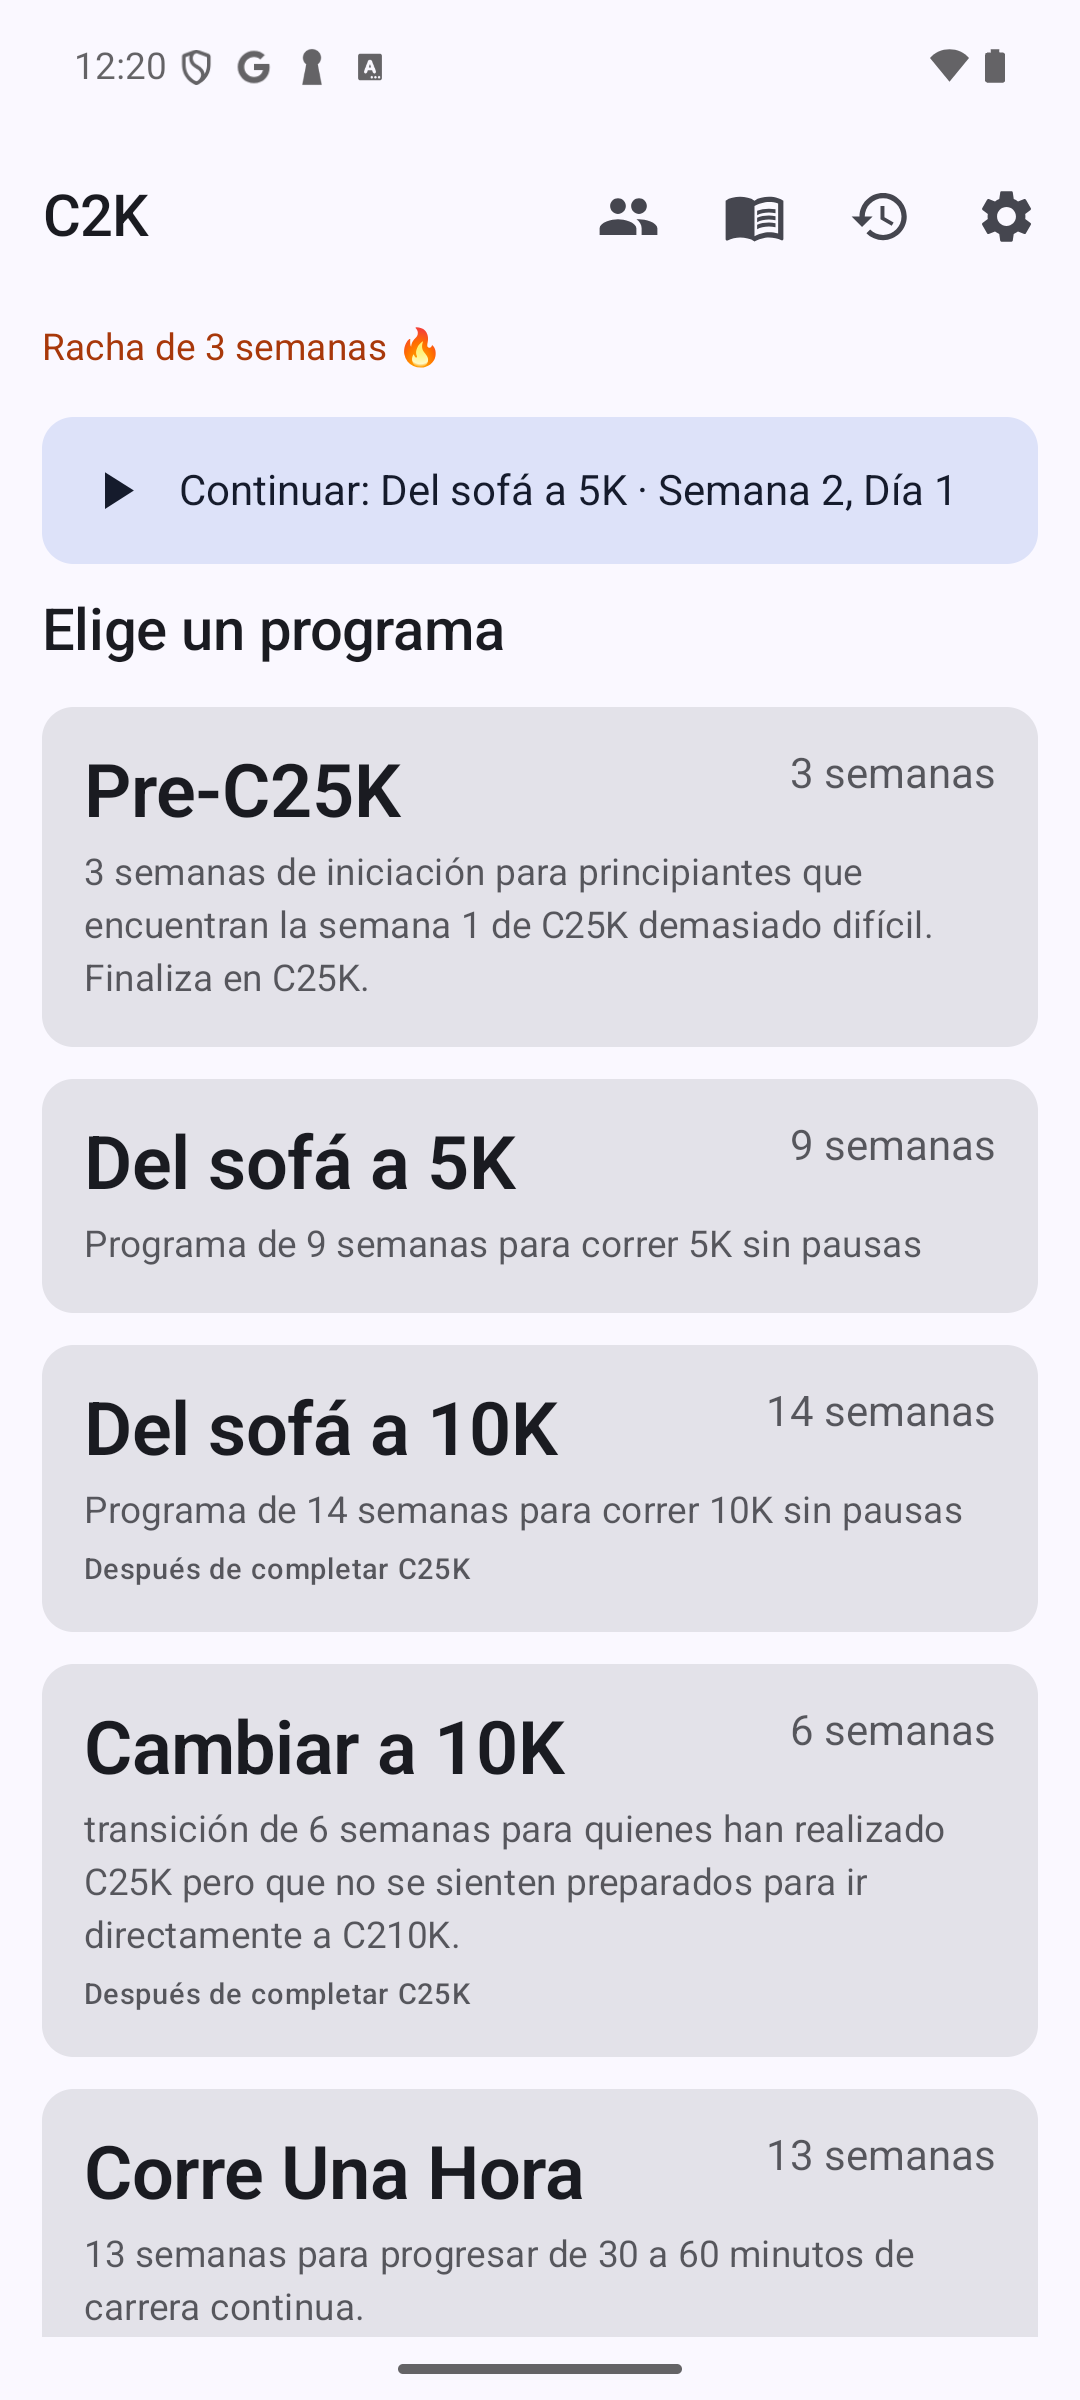 12:20
C2K
Racha de 3 semanas 🔥
Continuar: Del sofá a 5K · Semana 2, Día 1
Elige un programa
Pre-C25K
3 semanas
3 semanas de iniciación para principiantes que
encuentran la semana 1 de C25K demasiado difícil.
Finaliza en C25K.
Del sofá a 5K
9 semanas
Programa de 9 semanas para correr 5K sin pausas
Del sofá a 10K
14 semanas
Programa de 14 semanas para correr 10K sin pausas
Después de completar C25K
Cambiar a 10K
6 semanas
transición de 6 semanas para quienes han realizado
C25K pero que no se sienten preparados para ir
directamente a C210K.
Después de completar C25K
Corre Una Hora
13 semanas
13 semanas para progresar de 30 a 60 minutos de
carrera continua.